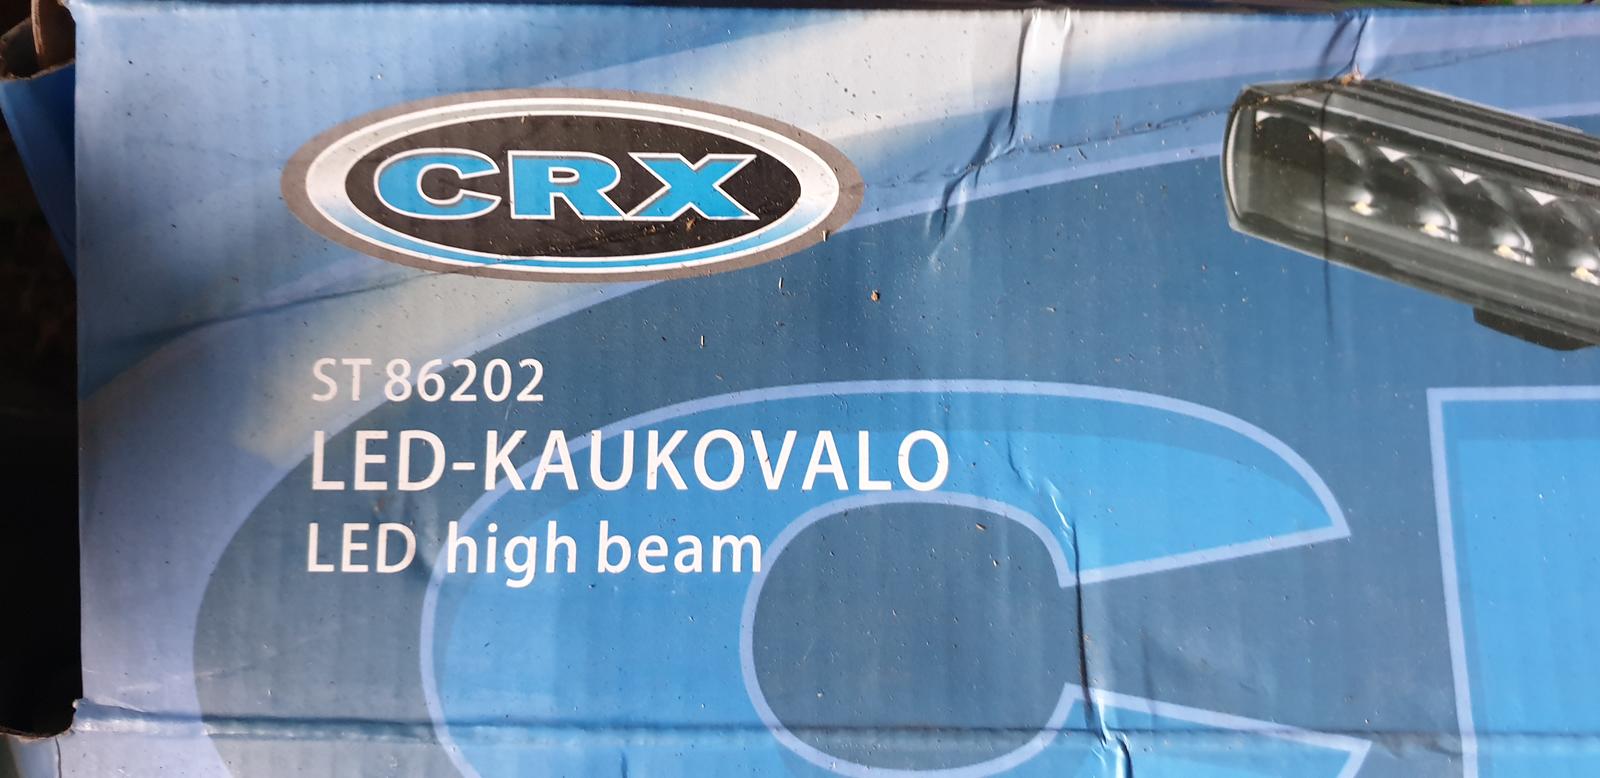 CRX
ST 86202
LED-KAUKOVALO
LED high beam